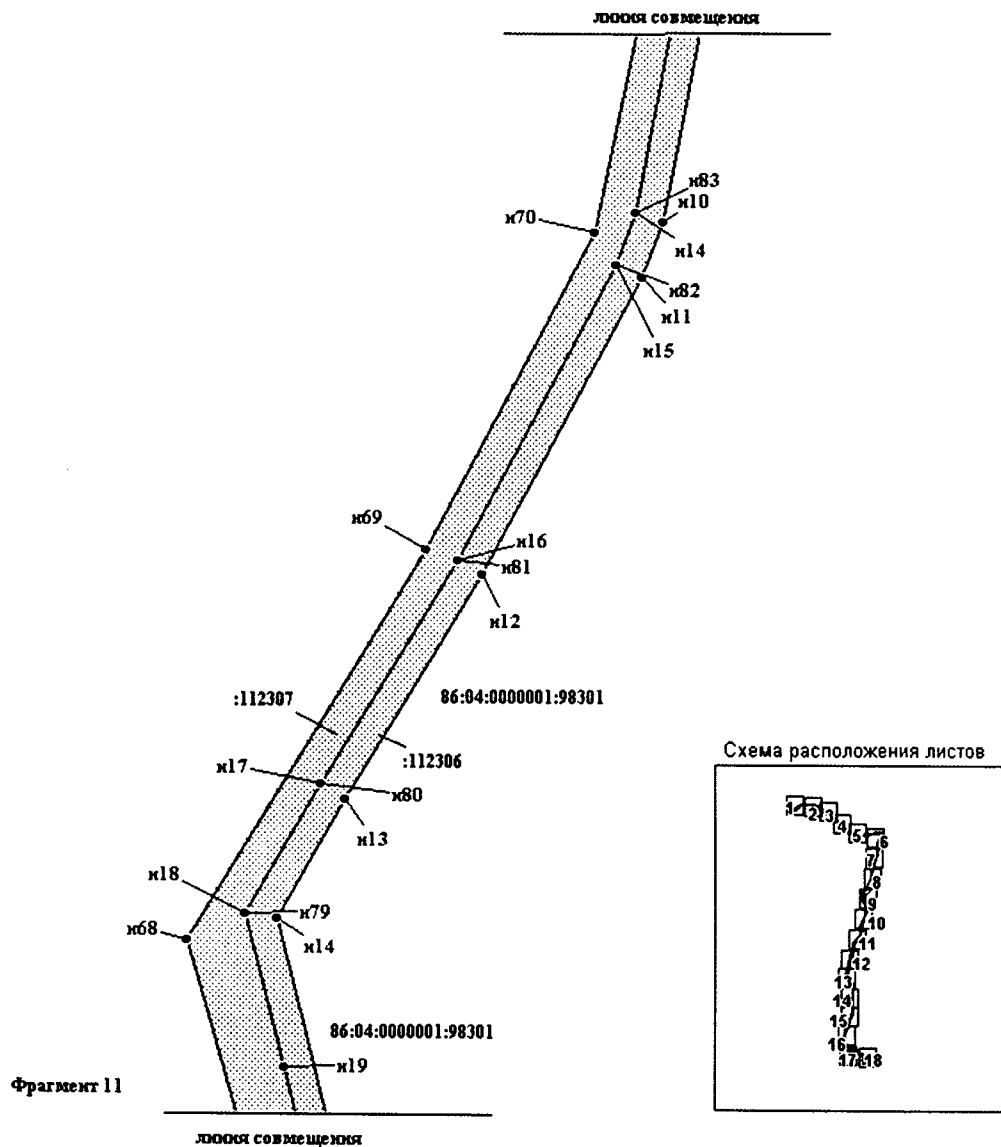 линия совмещения
н83
н10
н70
н14
н82
н11
н15
н69
н16
н81
н12
:112307
86:04:0000001:98301
:112306
н17
н80
н13
н18
н79
н14
н68
86:04:0000001:98301
н19
Фрагмент 11
линия совмещения
Схема расположения листов
1
2
3
4
5
6
7
8
9
10
11
12
13
14
15
16
17
18